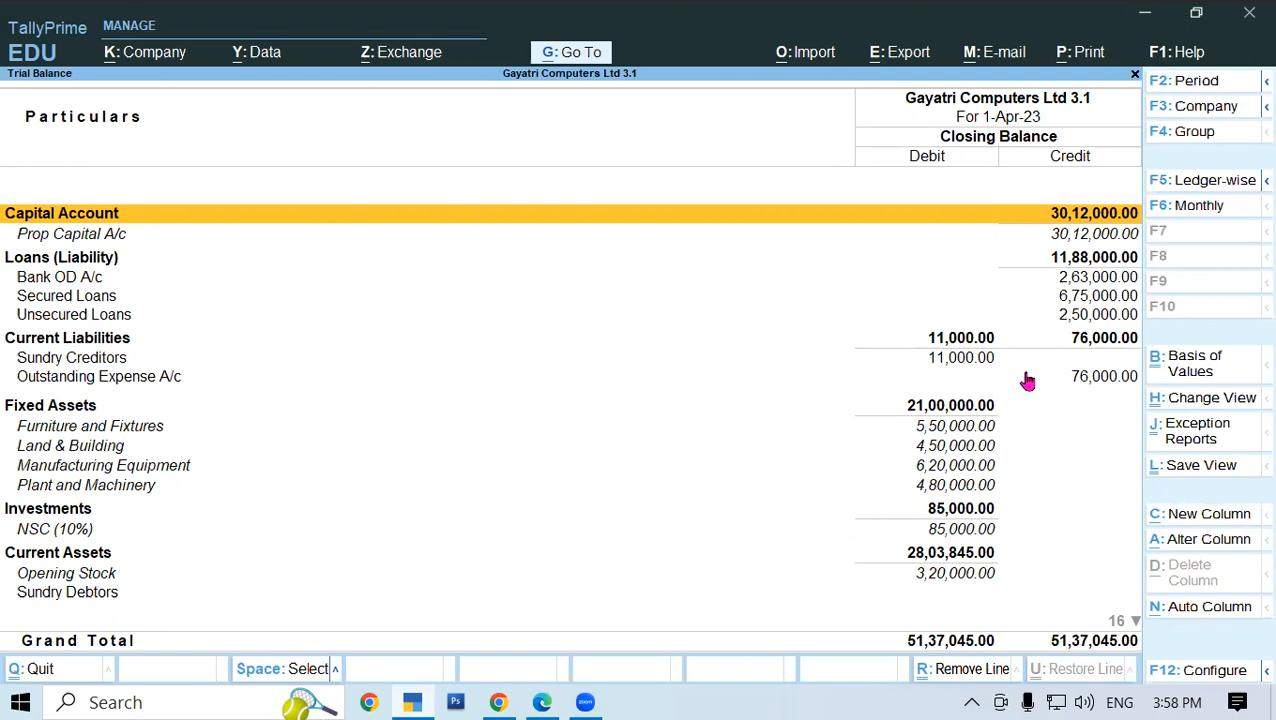 TallyPrime MANAGE
EDU K: Company Y: Data Z: Exchange G: Go To O: Import E: Export M: E-mail P: Print F1: Help
Trial Balance Gayatri Computers Ltd 3.1 ×
Particulars
Gayatri Computers Ltd 3.1
For 1-Apr-23
Closing Balance
Debit Credit
Capital Account 30,12,000.00
Prop Capital A/c 30,12,000.00
Loans (Liability) 11,88,000.00
Bank OD A/c 2,63,000.00
Secured Loans 6,75,000.00
Unsecured Loans 2,50,000.00
Current Liabilities 11,000.00 76,000.00
Sundry Creditors 11,000.00
Outstanding Expense A/c 76,000.00
Fixed Assets 21,00,000.00
Furniture and Fixtures 5,50,000.00
Land & Building 4,50,000.00
Manufacturing Equipment 6,20,000.00
Plant and Machinery 4,80,000.00
Investments 85,000.00
NSC (10%) 85,000.00
Current Assets 28,03,845.00
Opening Stock 3,20,000.00
Sundry Debtors
16 ▼
Grand Total 51,37,045.00 51,37,045.00
F2: Period
F3: Company
F4: Group
F5: Ledger-wise
F6: Monthly
F7
F8
F9
F10
B: Basis of
Values
H: Change View
J: Exception
Reports
L: Save View
C: New Column
A: Alter Column
D: Delete
Column
N: Auto Column
F12: Configure
Q: Quit Space: Select R: Remove Line U: Restore Line
Search ENG 3:58 PM